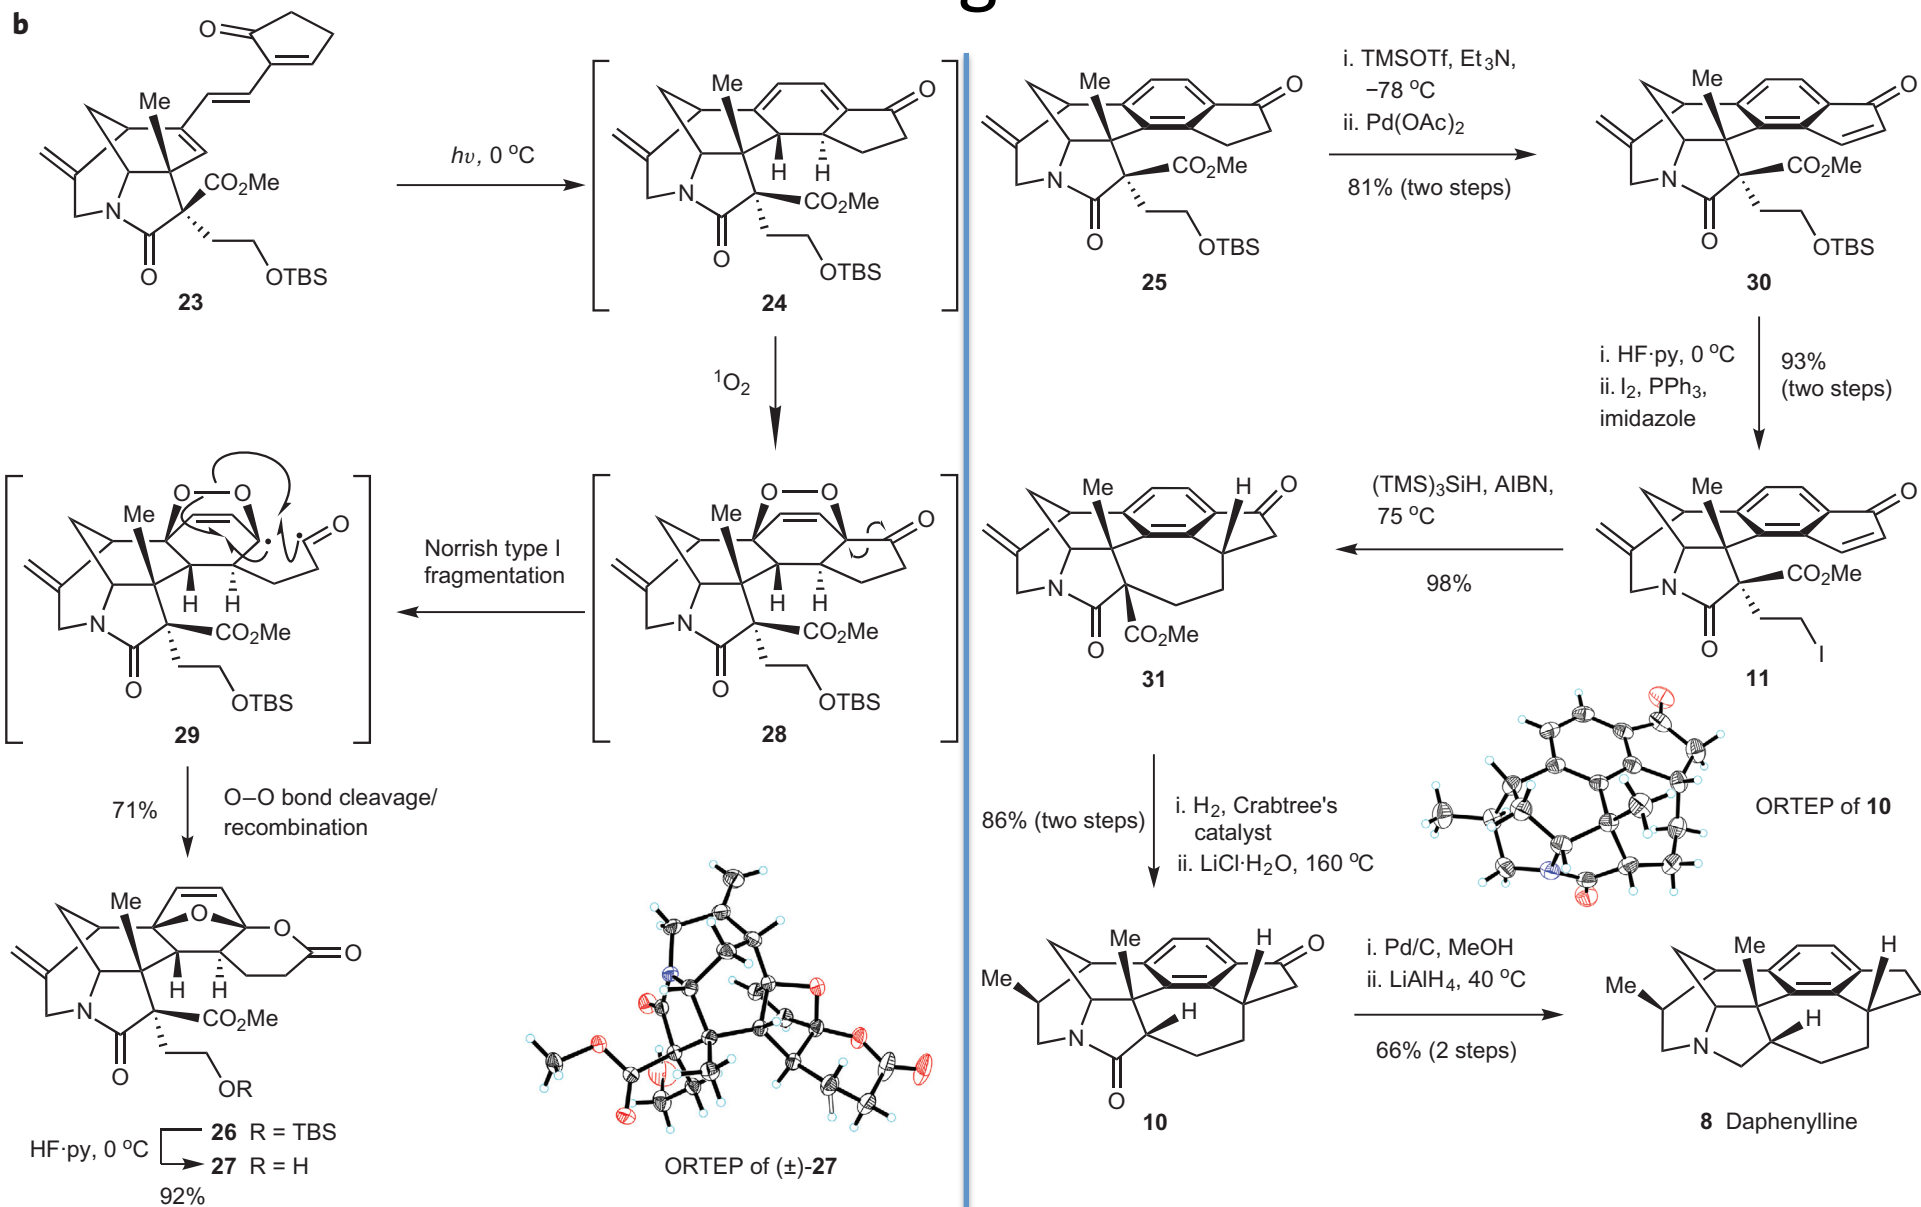 b
g
O
Me
CO2Me
N
O
OTBS
23
hν, 0 °C
Me
O
H
H
N
CO2Me
O
OTBS
24
1O2
O
O
Me
O
H
H
N
CO2Me
O
OTBS
28
Norrish type I
fragmentation
O
O
Me
O
H
H
N
CO2Me
O
OTBS
29
71%
O–O bond cleavage/
recombination
Me
O
O
O
H
H
N
CO2Me
O
OR
26 R = TBS
HF·py, 0 °C
27 R = H
92%
ORTEP of (±)-27
Me
O
CO2Me
N
O
OTBS
25
i. TMSOTf, Et3N,
–78 °C
ii. Pd(OAc)2
81% (two steps)
Me
O
CO2Me
N
O
OTBS
30
i. HF·py, 0 °C
ii. I2, PPh3,
imidazole
93%
(two steps)
Me
O
CO2Me
N
O
I
11
(TMS)3SiH, AIBN,
75 °C
98%
Me
H
O
N
CO2Me
O
31
86% (two steps)
i. H2, Crabtree's
catalyst
ii. LiCl·H2O, 160 °C
ORTEP of 10
Me
H
O
Me
H
N
O
10
i. Pd/C, MeOH
ii. LiAlH4, 40 °C
66% (2 steps)
Me
H
Me
H
N
8 Daphenylline